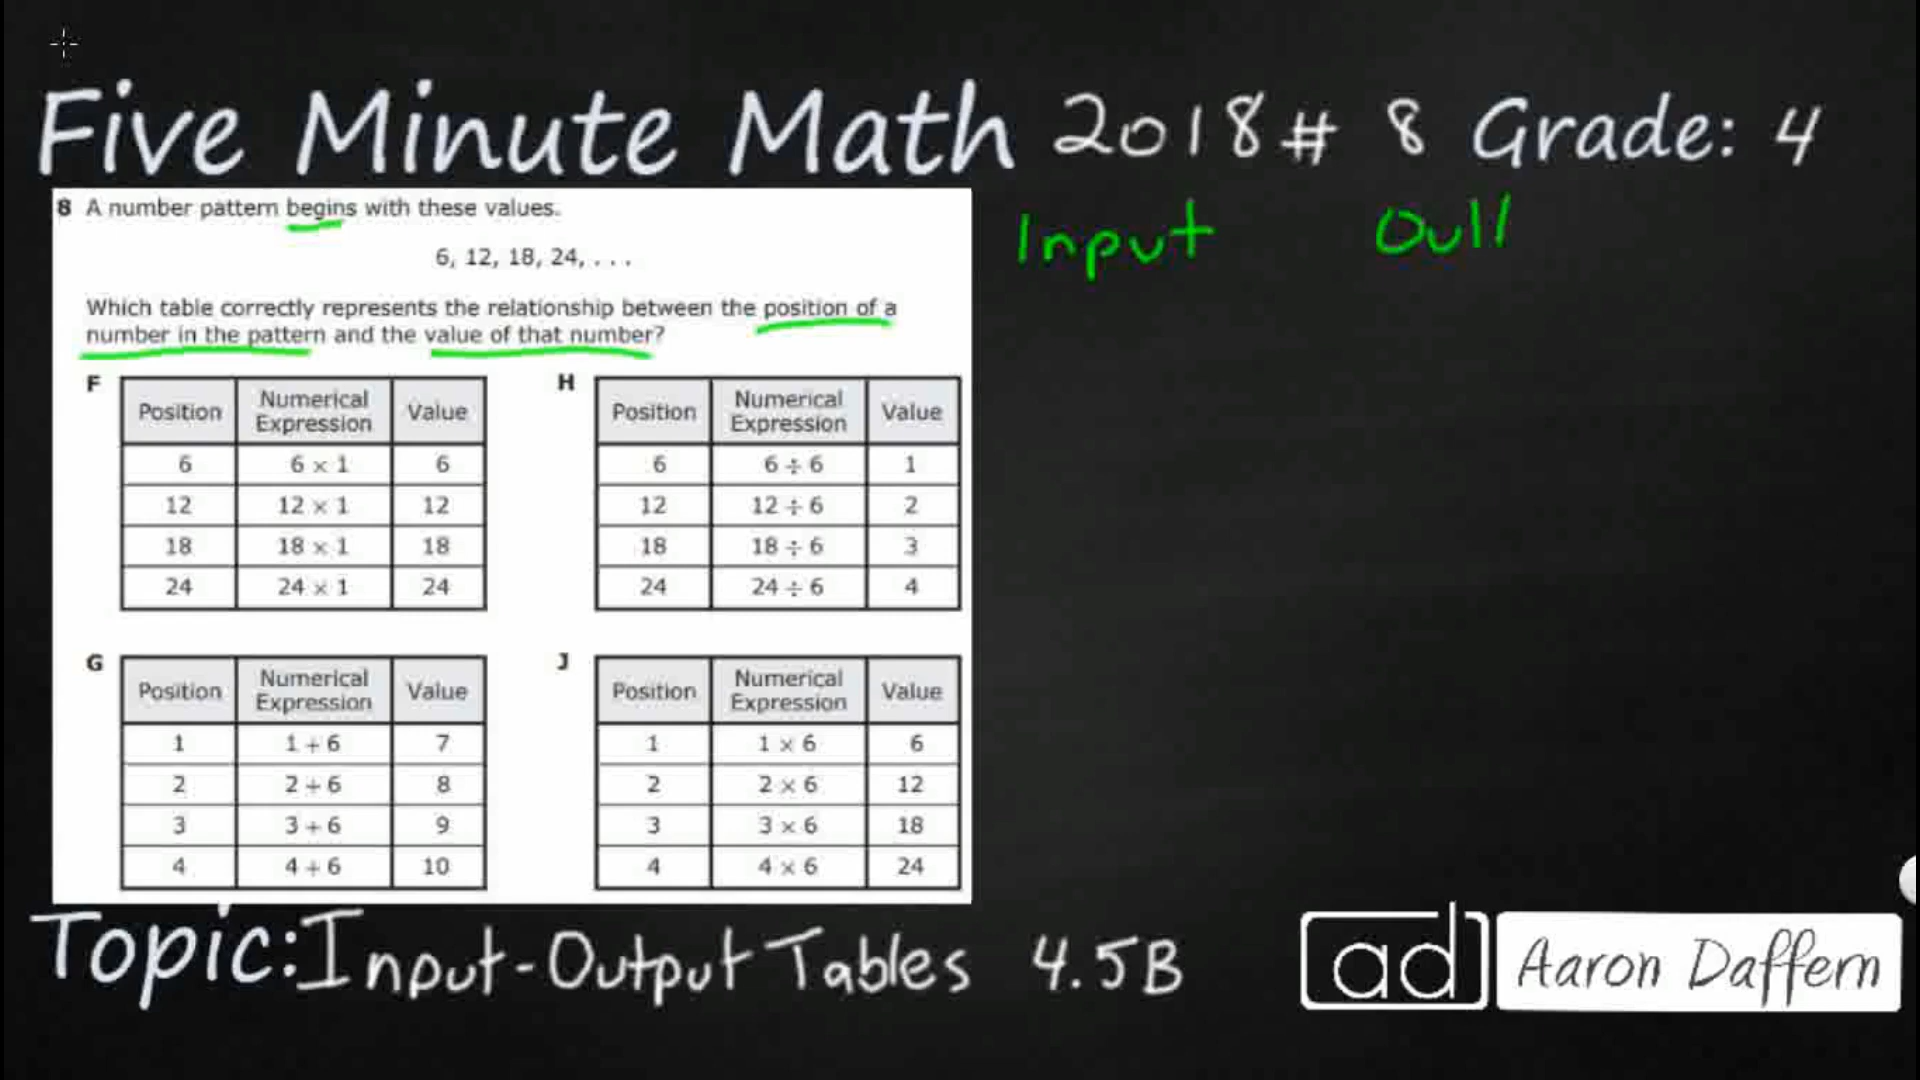 Five Minute Math 2018 # 8 Grade: 4
8 A number pattern begins with these values.
6, 12, 18, 24, . . .
Which table correctly represents the relationship between the position of a
number in the pattern and the value of that number?
F
Position Numerical Expression Value
6 6 × 1 6
12 12 × 1 12
18 18 × 1 18
24 24 × 1 24
H
Position Numerical Expression Value
6 6 ÷ 6 1
12 12 ÷ 6 2
18 18 ÷ 6 3
24 24 ÷ 6 4
G
Position Numerical Expression Value
1 1 + 6 7
2 2 + 6 8
3 3 + 6 9
4 4 + 6 10
J
Position Numerical Expression Value
1 1 × 6 6
2 2 × 6 12
3 3 × 6 18
4 4 × 6 24
Input
Topic: Input-Output Tables 4.5B
ad Aaron Daffern